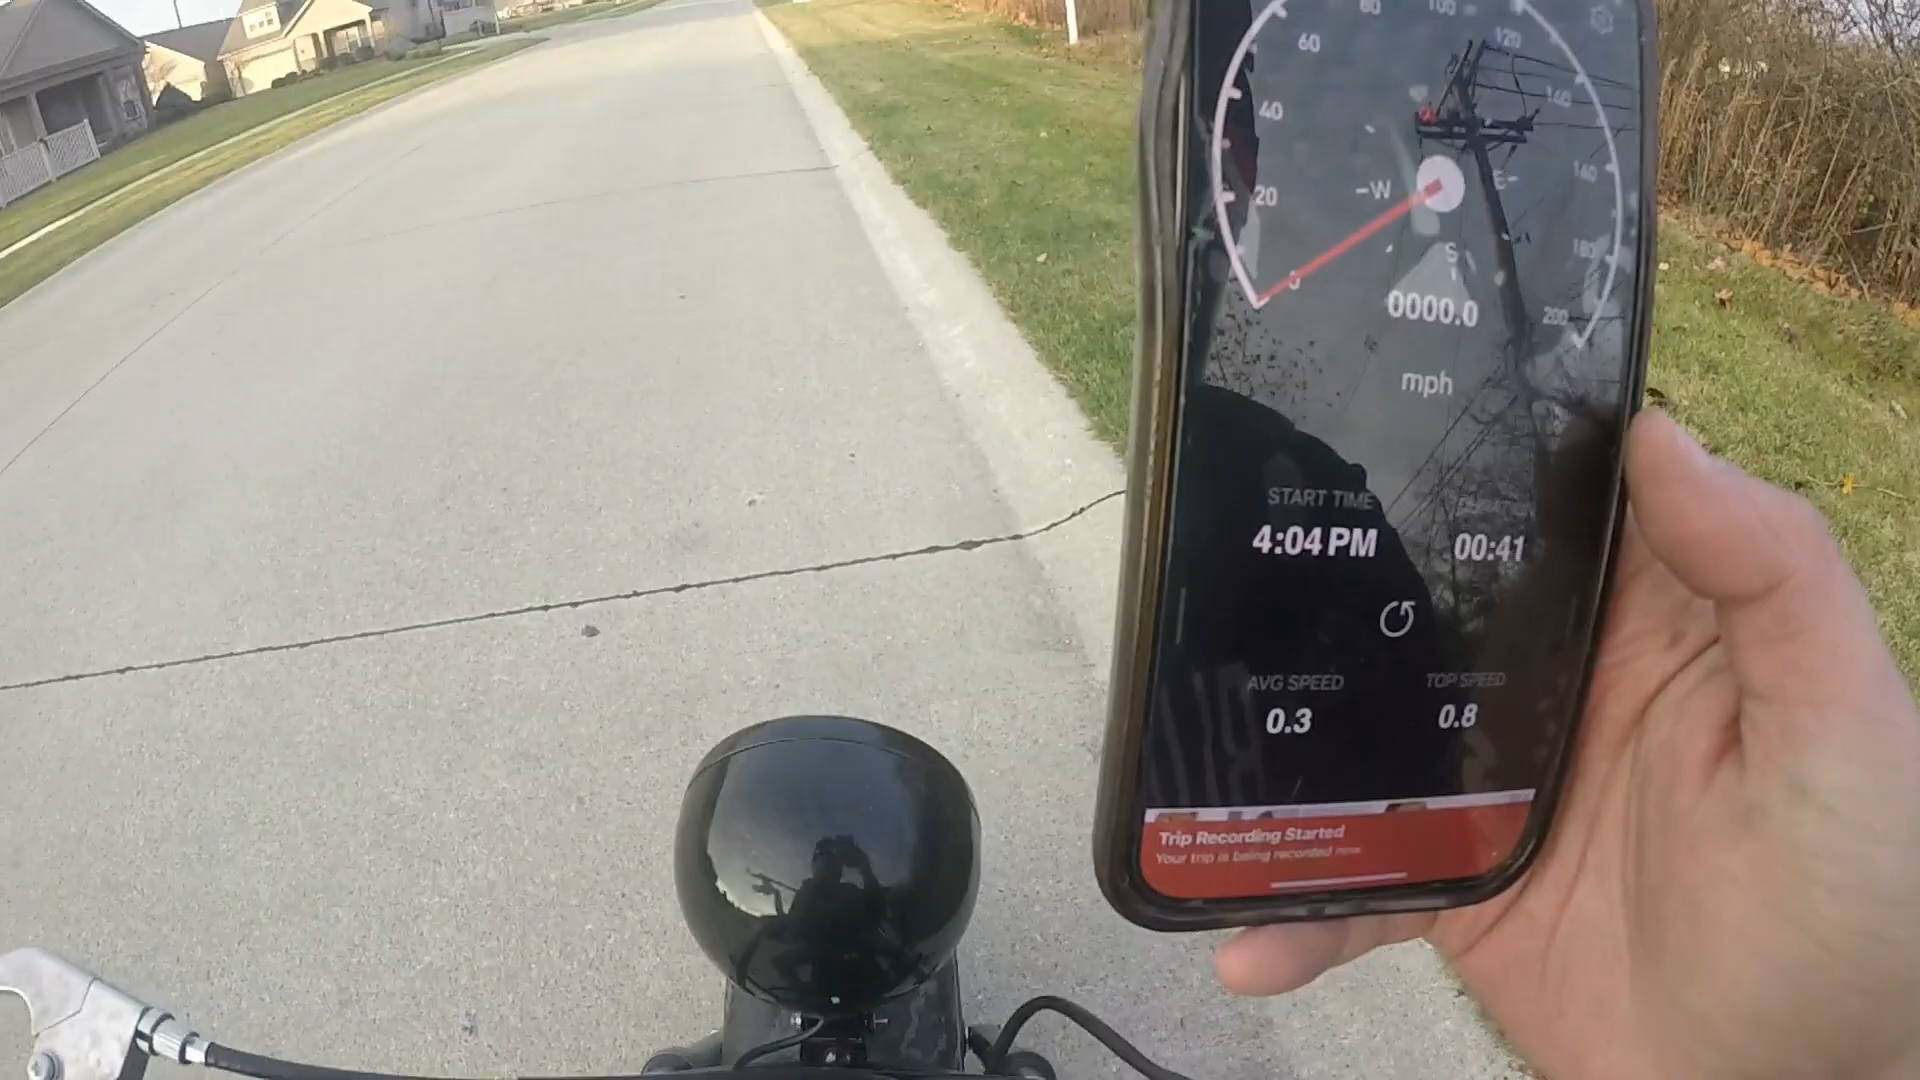 80 100
60 120
40 140
-W E-
20 160
S 180
0 200
0000.0
mph
START TIME DURATION
4:04 PM 00:41
AVG SPEED TOP SPEED
0.3 0.8
Trip Recording Started
Your trip is being recorded now.